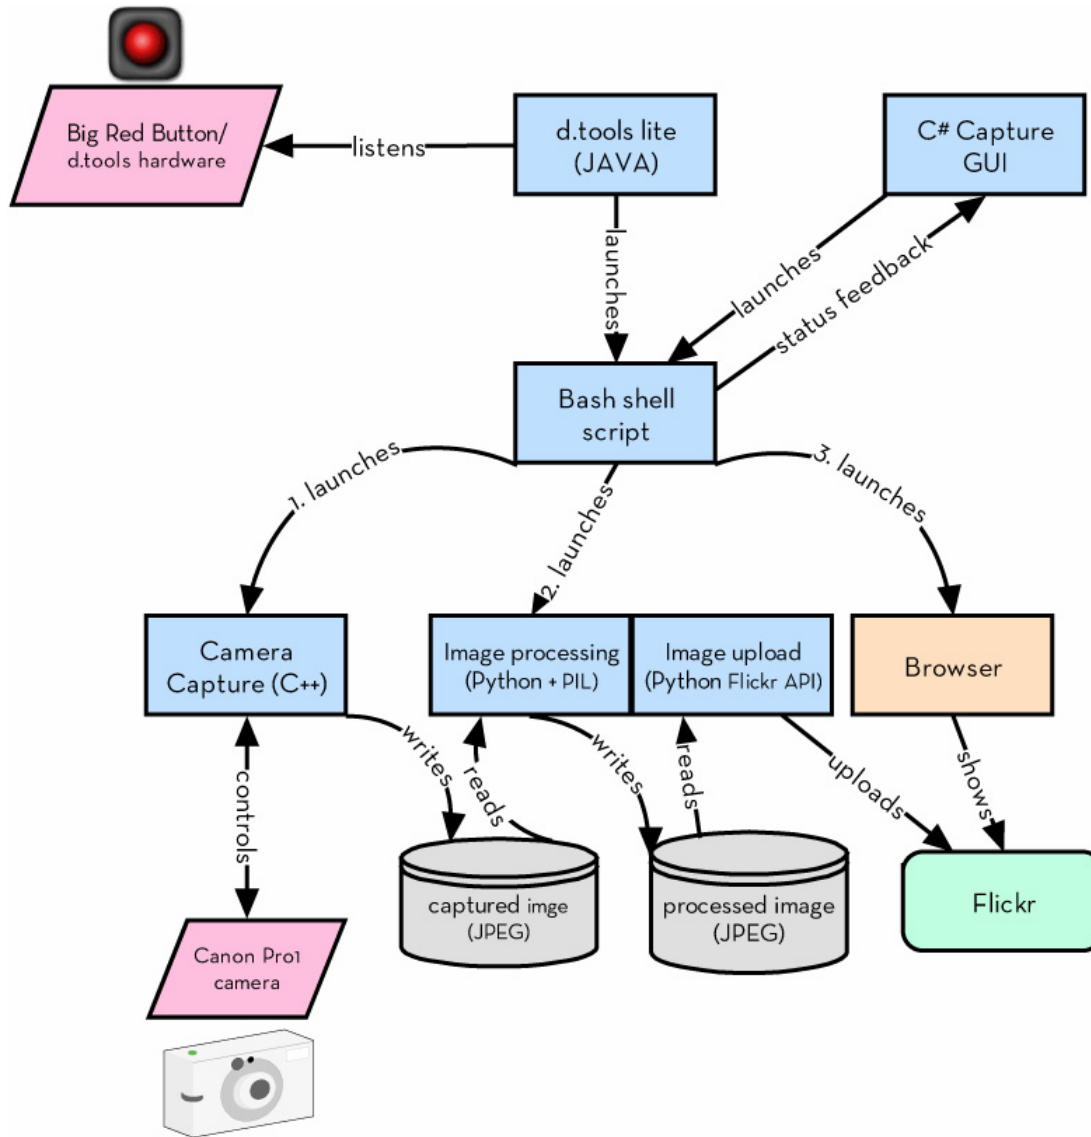 Big Red Button/
d.tools hardware
listens
d.tools lite
(JAVA)
C# Capture
GUI
launches
launches
status feedback
Bash shell
script
1. launches
2. launches
3. launches
Camera
Capture (C++)
Image processing
(Python + PIL)
Image upload
(Python Flickr API)
Browser
controls
writes
reads
writes
reads
uploads
shows
captured imge
(JPEG)
processed image
(JPEG)
Flickr
Canon Pro1
camera